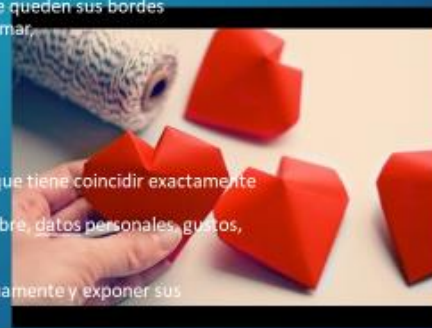 queden sus bordes
mar,
que tiene coincidir exactamente
bre, datos personales, gustos,
amente y exponer sus